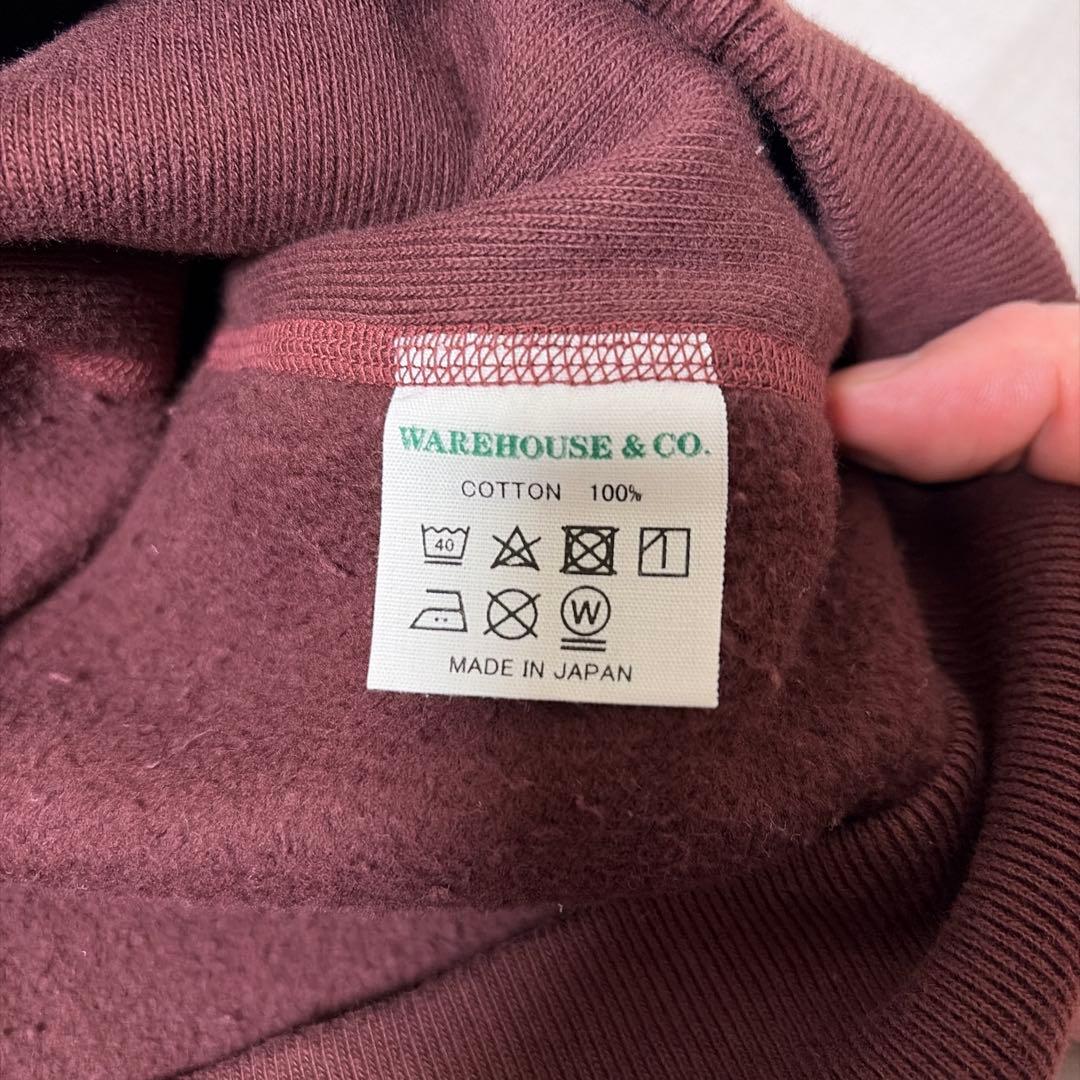 WAREHOUSE & CO.
COTTON 100%
40
W
MADE IN JAPAN